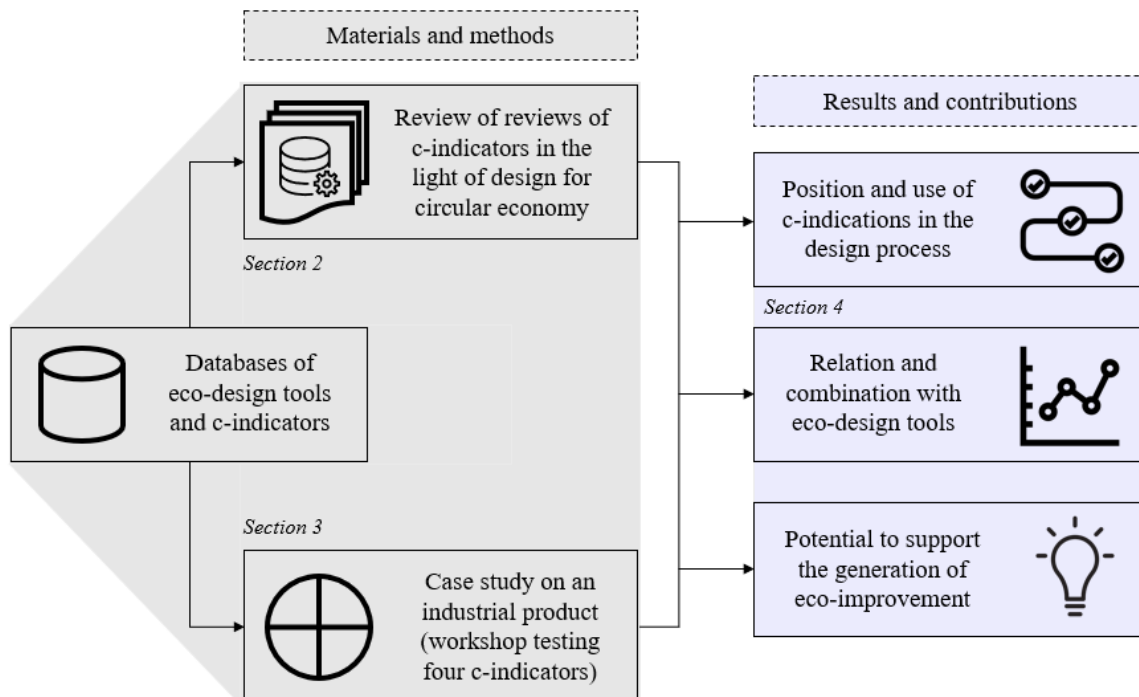 Materials and methods
Review of reviews of
c-indicators in the
light of design for
circular economy
Section 2
Databases of
eco-design tools
and c-indicators
Section 3
Case study on an
industrial product
(workshop testing
four c-indicators)
Results and contributions
Position and use of
c-indications in the
design process
Section 4
Relation and
combination with
eco-design tools
Potential to support
the generation of
eco-improvement